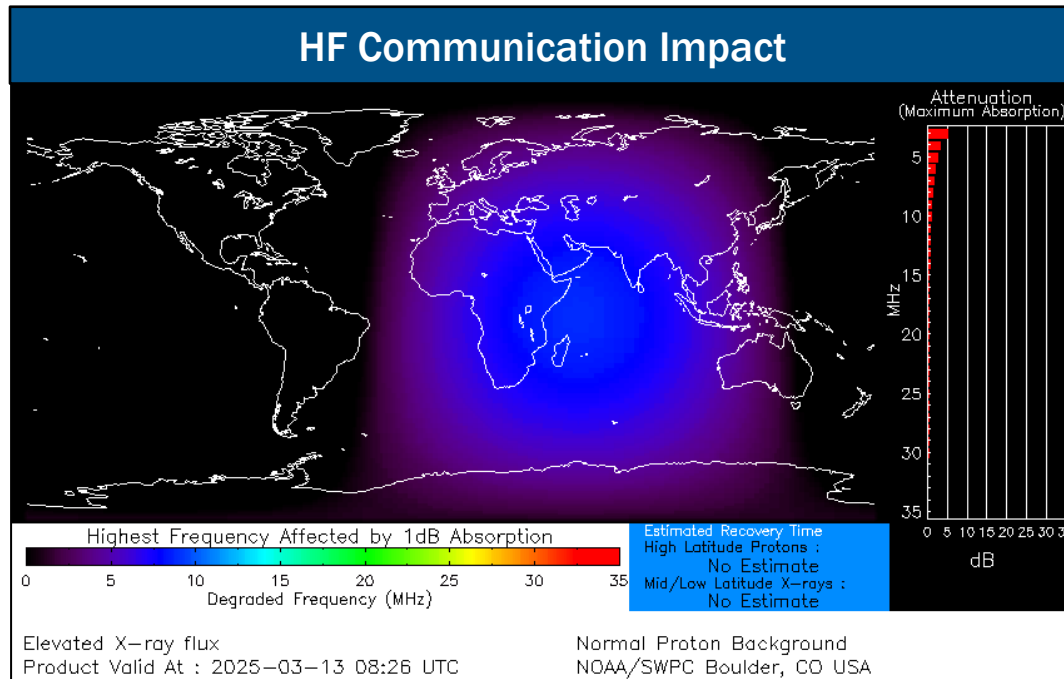 HF Communication Impact
Attenuation
(Maximum Absorption)
5
10
15
20
25
30
35
MHz
0 5 10 15 20 25 30 3
dB
Highest Frequency Affected by 1dB Absorption
0 5 10 15 20 25 30 35
Degraded Frequency (MHz)
Estimated Recovery Time
High Latitude Protons :
No Estimate
Mid/Low Latitude X-rays :
No Estimate
Elevated X-ray flux
Product Valid At : 2025-03-13 08:26 UTC
Normal Proton Background
NOAA/SWPC Boulder, CO USA